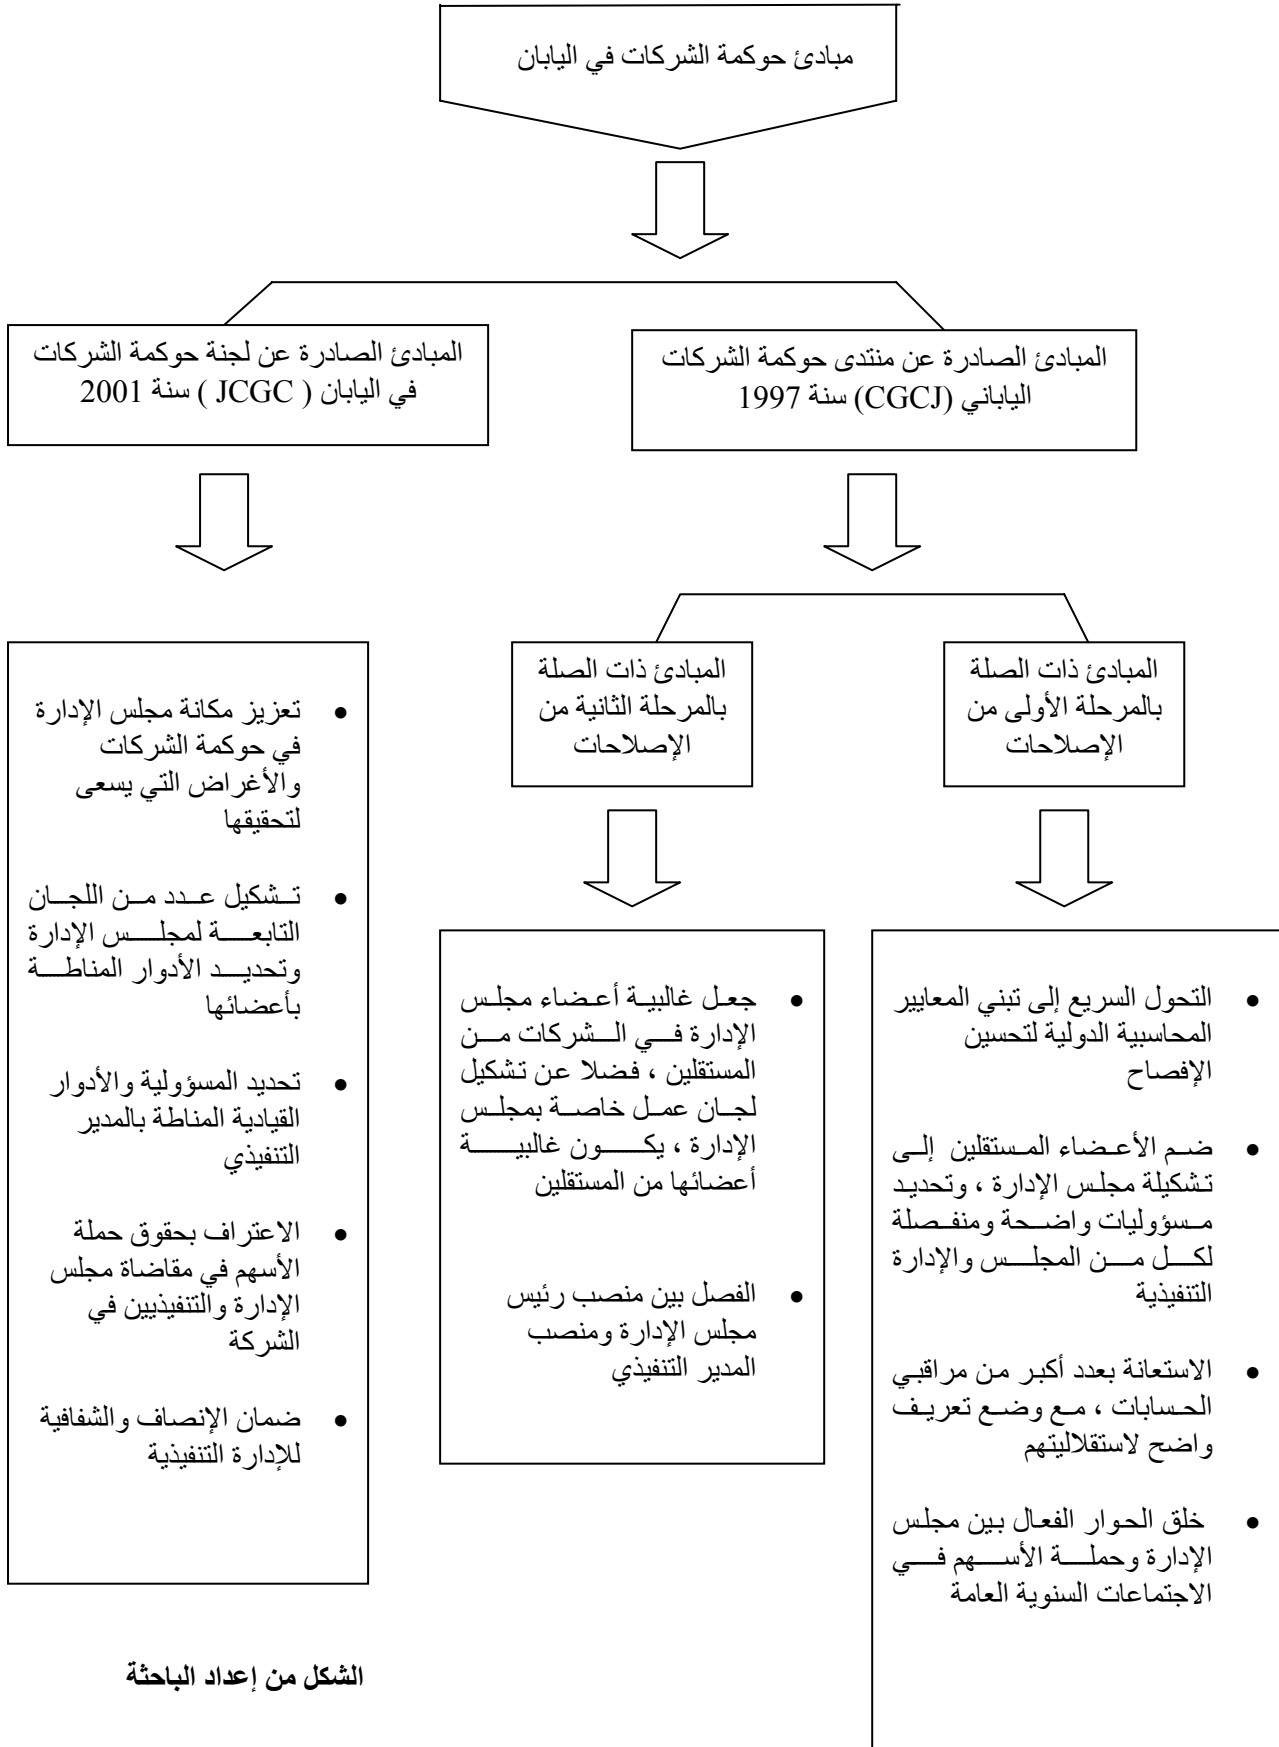 مبادئ حوكمة الشركات في اليابان
المبادئ الصادرة عن منتدى حوكمة الشركات
الياباني (CGCJ) سنة 1997
المبادئ الصادرة عن لجنة حوكمة الشركات
في اليابان ( JCGC ) سنة 2001
المبادئ ذات الصلة
بالمرحلة الأولى من
الإصلاحات
المبادئ ذات الصلة
بالمرحلة الثانية من
الإصلاحات
• التحول السريع إلى تبني المعايير
المحاسبية الدولية لتحسين
الإفصاح
• ضم الأعضاء المستقلين إلى
تشكيلة مجلس الإدارة ، وتحديد
مسؤوليات واضحة ومنفصلة
لكل من المجلس والإدارة
التنفيذية
• الاستعانة بعدد أكبر من مراقبي
الحسابات ، مع وضع تعريف
واضح لاستقلاليتهم
• خلق الحوار الفعال بين مجلس
الإدارة وحملة الأسهم في
الاجتماعات السنوية العامة
• جعل غالبية أعضاء مجلس
الإدارة في الشركات من
المستقلين ، فضلا عن تشكيل
لجان عمل خاصة بمجلس
الإدارة ، يكون غالبية
أعضائها من المستقلين
• الفصل بين منصب رئيس
مجلس الإدارة ومنصب
المدير التنفيذي
• تعزيز مكانة مجلس الإدارة
في حوكمة الشركات
والأغراض التي يسعى
لتحقيقها
• تشكيل عدد من اللجان
التابعة لمجلس الإدارة
وتحديد الأدوار المناطة
بأعضائها
• تحديد المسؤولية والأدوار
القيادية المناطة بالمدير
التنفيذي
• الاعتراف بحقوق حملة
الأسهم في مقاضاة مجلس
الإدارة والتنفيذيين في
الشركة
• ضمان الإنصاف والشفافية
للإدارة التنفيذية
الشكل من إعداد الباحثة